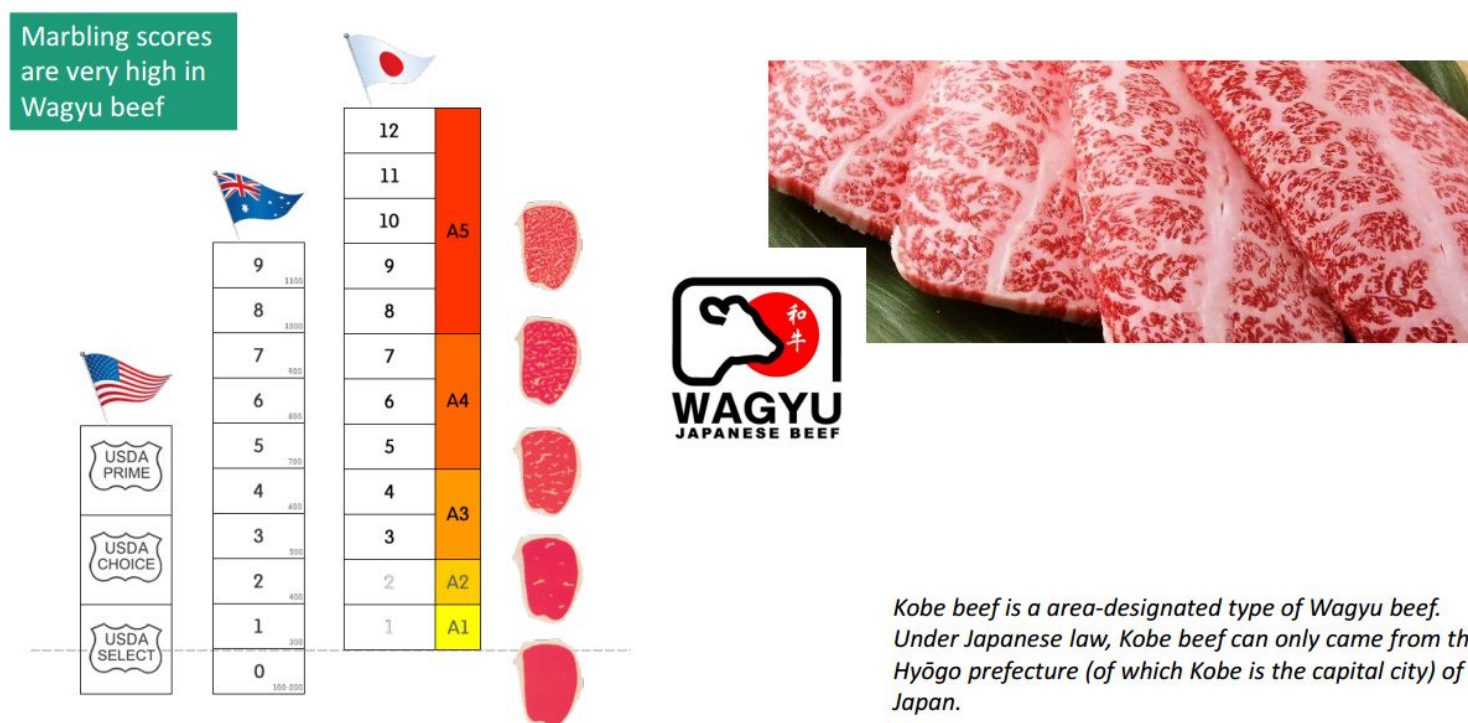 Marbling scores
are very high in
Wagyu beef
USDA
PRIME
USDA
CHOICE
USDA
SELECT
9
1100
8
1000
7
900
6
800
5
700
4
600
3
500
2
400
1
300
0
100-200
12
11
10
9
8
7
6
5
4
3
2
1
A5
A4
A3
A2
A1
和
牛
WAGYU
JAPANESE BEEF
Kobe beef is a area-designated type of Wagyu beef.
Under Japanese law, Kobe beef can only came from th
Hyōgo prefecture (of which Kobe is the capital city) of
Japan.